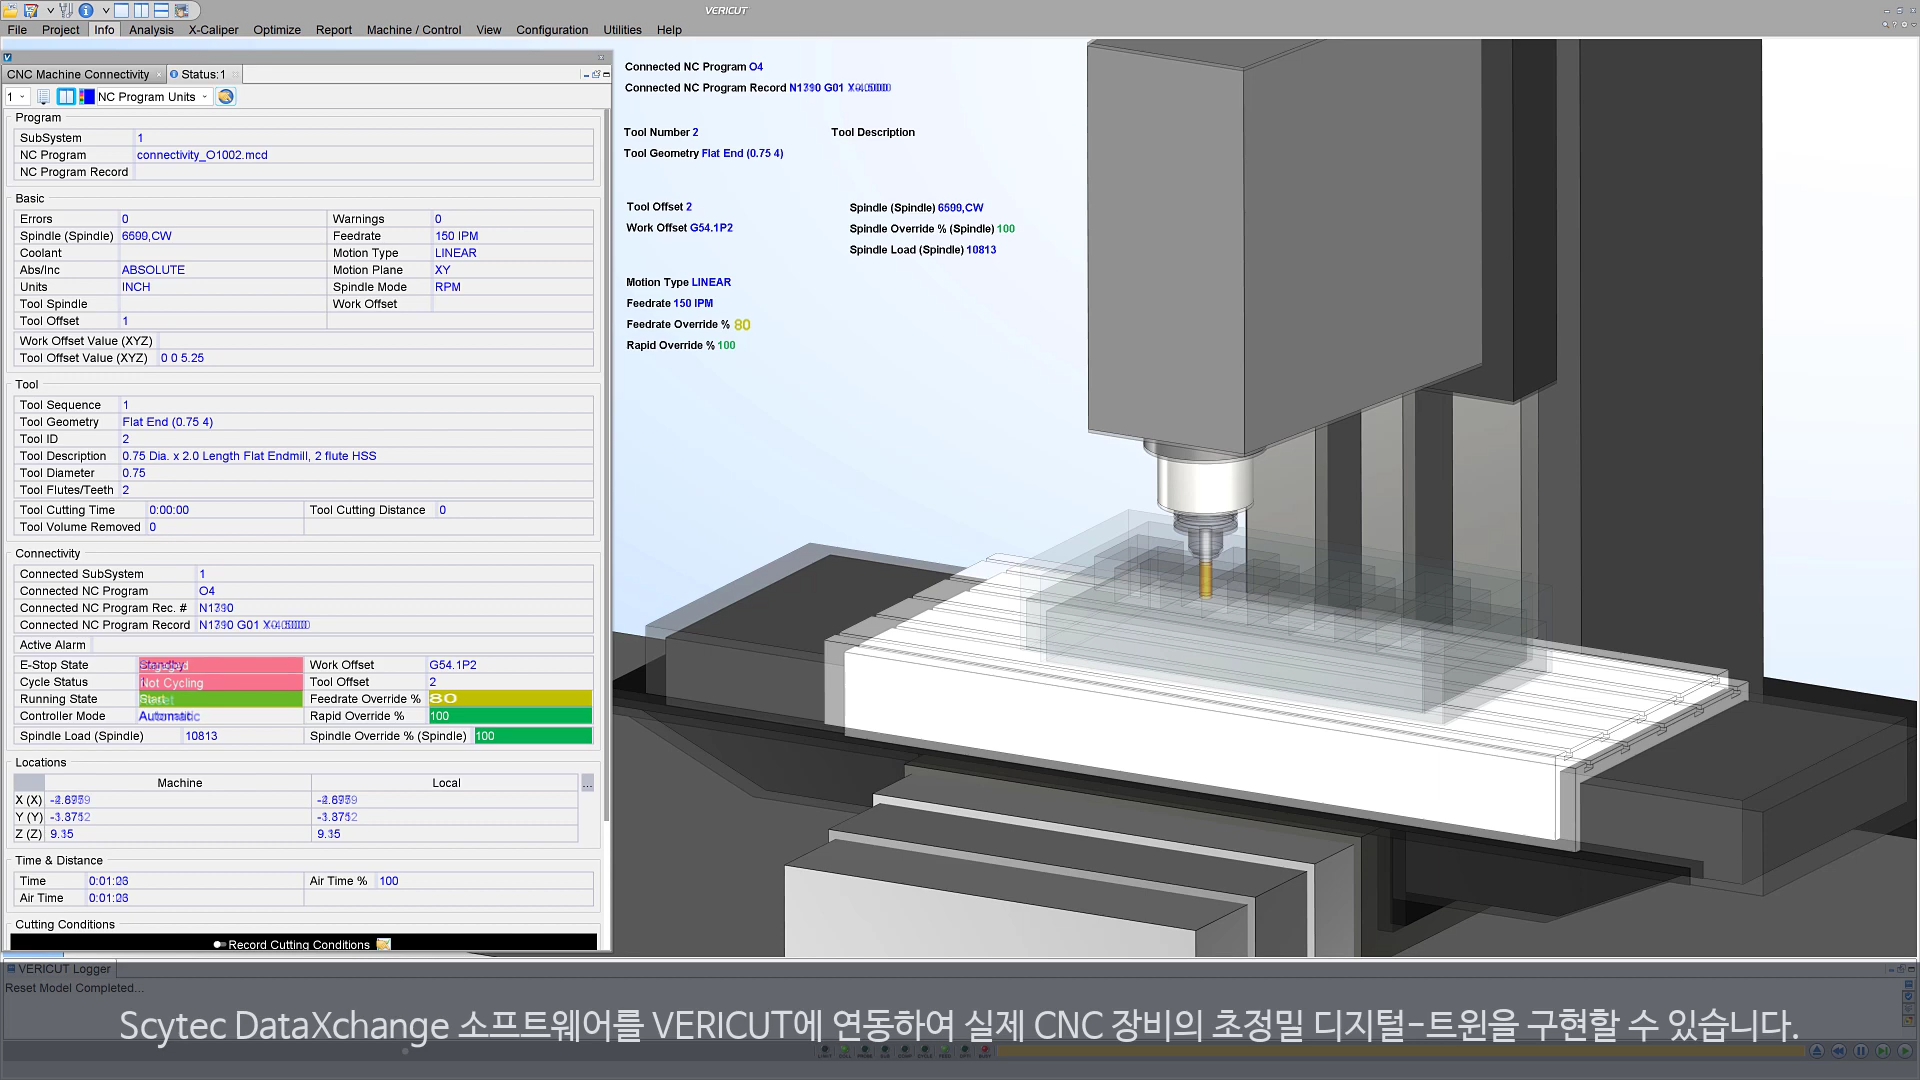 VERICUT
File Project Info Analysis X-Caliper Optimize Report Machine / Control View Configuration Utilities Help
CNC Machine Connectivity Status:1
1 NC Program Units
Program
SubSystem 1
NC Program connectivity_O1002.mcd
NC Program Record
Basic
Errors 0 Warnings 0
Spindle (Spindle) 6599,CW Feedrate 150 IPM
Coolant Motion Type LINEAR
Abs/Inc ABSOLUTE Motion Plane XY
Units INCH Spindle Mode RPM
Tool Spindle Work Offset
Tool Offset 1
Work Offset Value (XYZ)
Tool Offset Value (XYZ) 0 0 5.25
Tool
Tool Sequence 1
Tool Geometry Flat End (0.75 4)
Tool ID 2
Tool Description 0.75 Dia. x 2.0 Length Flat Endmill, 2 flute HSS
Tool Diameter 0.75
Tool Flutes/Teeth 2
Tool Cutting Time 0:00:00 Tool Cutting Distance 0
Tool Volume Removed 0
Connectivity
Connected SubSystem 1
Connected NC Program O4
Connected NC Program Rec. #
Connected NC Program Record G01
Active Alarm
E-Stop State Work Offset G54.1P2
Cycle Status Not Cycling Tool Offset 2
Running State Feedrate Override % 80
Controller Mode Automatic Rapid Override % 100
Spindle Load (Spindle) 10813 Spindle Override % (Spindle) 100
Locations
Machine Local
...
X (X)
Y (Y)
Z (Z)
Time & Distance
Time Air Time % 100
Air Time
Cutting Conditions
Record Cutting Conditions
Connected NC Program O4
Connected NC Program Record G01
Tool Number 2 Tool Description
Tool Geometry Flat End (0.75 4)
Tool Offset 2 Spindle (Spindle) 6599,CW
Work Offset G54.1P2 Spindle Override % (Spindle) 100
Spindle Load (Spindle) 10813
Motion Type LINEAR
Feedrate 150 IPM
Feedrate Override % 80
Rapid Override % 100
VERICUT Logger
Reset Model Completed...
Scytec DataXchange 소프트웨어를 VERICUT에 연동하여 실제 CNC 장비의 초정밀 디지털-트윈을 구현할 수 있습니다.